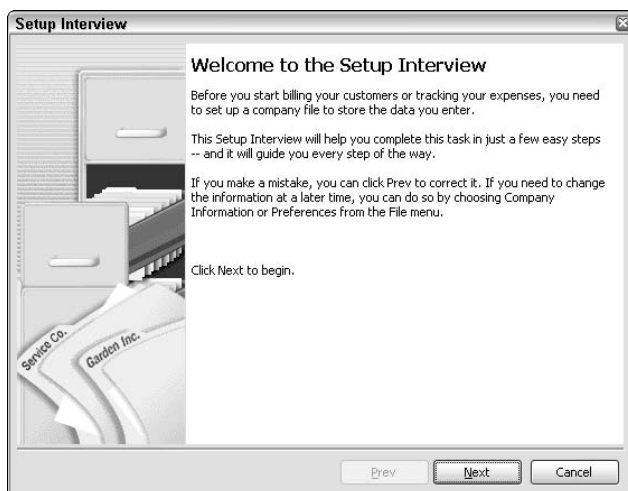 Setup Interview
Welcome to the Setup Interview
Before you start billing your customers or tracking your expenses, you need
to set up a company file to store the data you enter.
This Setup Interview will help you complete this task in just a few easy steps
-- and it will guide you every step of the way.
If you make a mistake, you can click Prev to correct it. If you need to change
the information at a later time, you can do so by choosing Company
Information or Preferences from the File menu.
Click Next to begin.
Service Co.
Garden Inc.
Prev
Next
Cancel